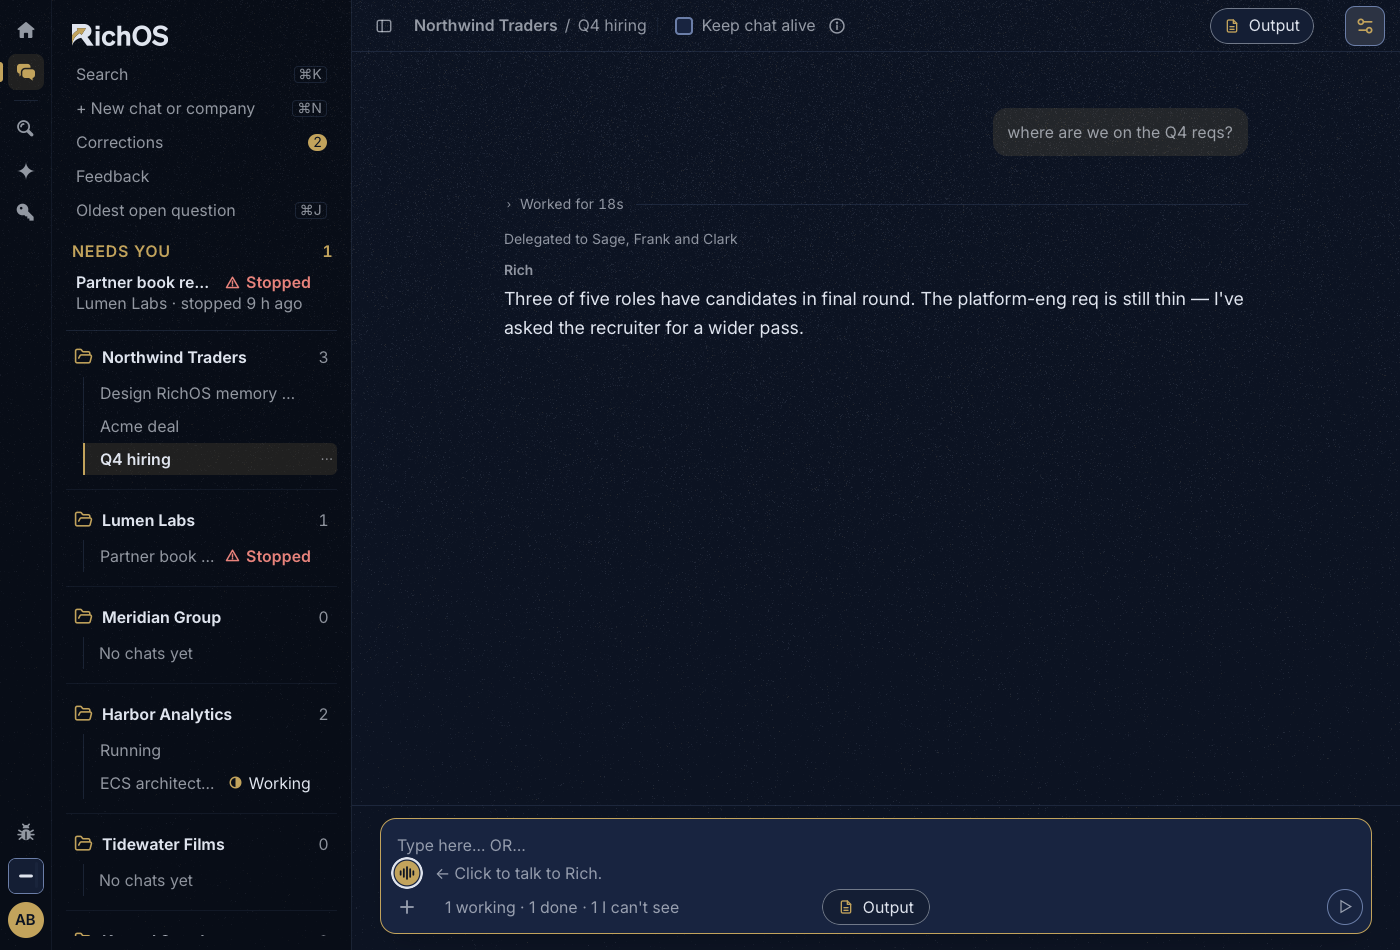 RichOS
Search ⌘K
+ New chat or company ⌘N
Corrections 2
Feedback
Oldest open question ⌘J
NEEDS YOU 1
Partner book re... Stopped
Lumen Labs · stopped 9 h ago
Northwind Traders 3
Design RichOS memory ...
Acme deal
Q4 hiring ...
Lumen Labs 1
Partner book ... Stopped
Meridian Group 0
No chats yet
Harbor Analytics 2
Running
ECS architect... Working
Tidewater Films 0
No chats yet
AB
Northwind Traders / Q4 hiring Keep chat alive Output
where are we on the Q4 reqs?
› Worked for 18s
Delegated to Sage, Frank and Clark
Rich
Three of five roles have candidates in final round. The platform-eng req is still thin — I've
asked the recruiter for a wider pass.
Type here... OR...
← Click to talk to Rich.
1 working · 1 done · 1 I can't see Output